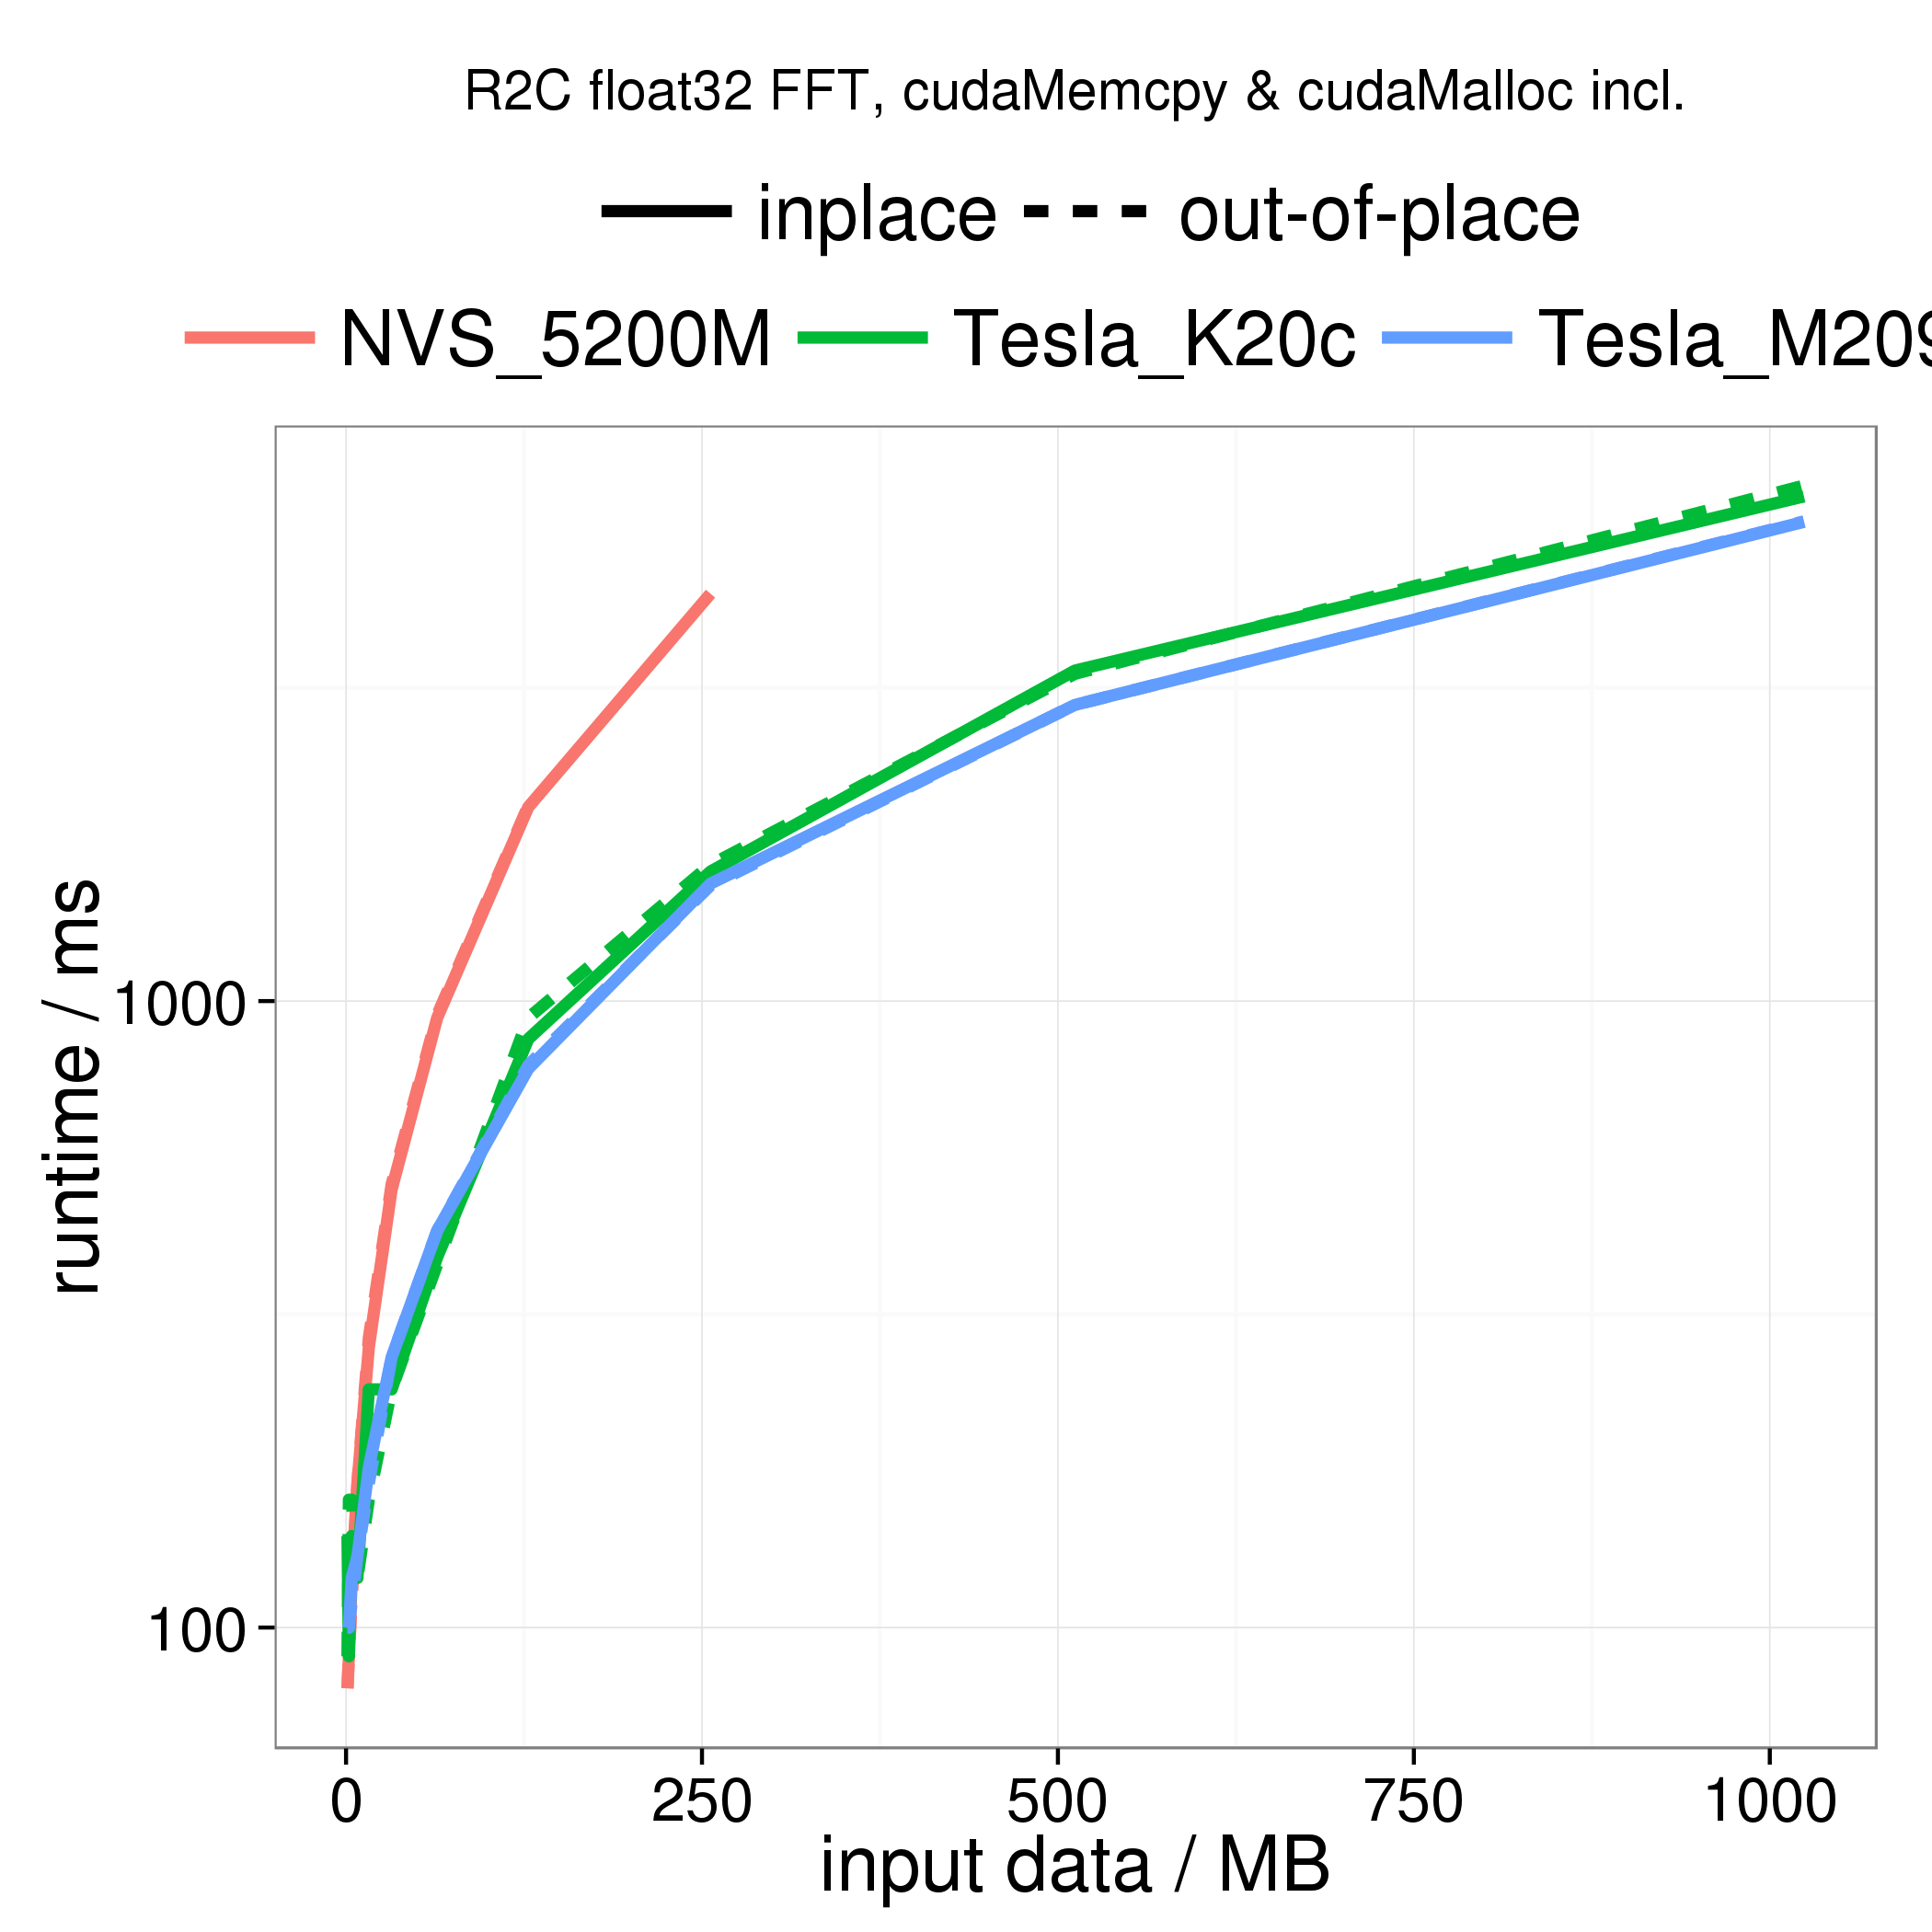 R2C float32 FFT, cudaMemcpy & cudaMalloc incl.
inplace out-of-place
NVS_5200M Tesla_K20c
runtime / ms
1000
100
0 250 500 750 1000
input data / MB